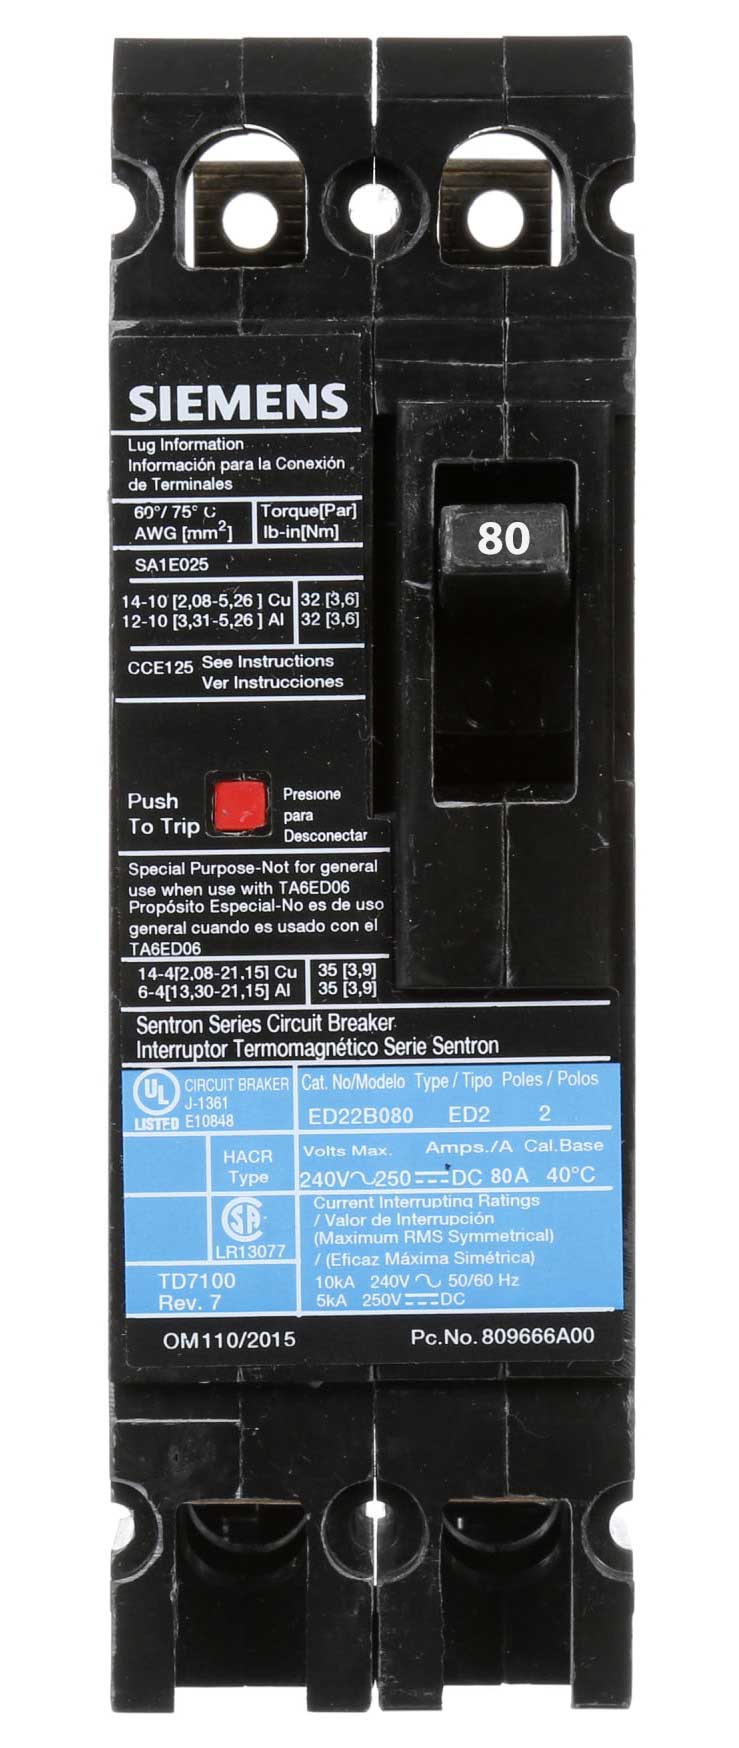 SIEMENS
Lug Information
Información para la Conexión
de Terminales
60°/ 75° C
AWG [mm²]
Torque[Par]
lb-in[Nm]
80
SA1E025
14-10 [2,08-5,26 ] Cu 32 [3,6]
12-10 [3,31-5,26 ] Al 32 [3,6]
CCE125 See Instructions
Ver Instrucciones
Push
To Trip
Presione
para
Desconectar
Special Purpose-Not for general
use when use with TA6ED06
Propósito Especial-No es de uso
general cuando es usado con el
TA6ED06
14-4[2,08-21,15] Cu 35 [3,9]
6-4[13,30-21,15] Al 35 [3,9]
Sentron Series Circuit Breaker
Interruptor Termomagnético Serie Sentron
UL
LISTED
CIRCUIT BRAKER
J-1361
E10848
Cat. No/Modelo Type / Tipo Poles / Polos
ED22B080 ED2 2
HACR
Type
Volts Max. Amps./A Cal.Base
240V~250⎓DC 80A 40°C
SA
LR13077
Current Interrupting Ratings
/ Valor de Interrupción
(Maximum RMS Symmetrical)
/ (Eficaz Máxima Simétrica)
10kA 240V ~ 50/60 Hz
5kA 250V⎓DC
TD7100
Rev. 7
OM110/2015 Pc.No. 809666A00